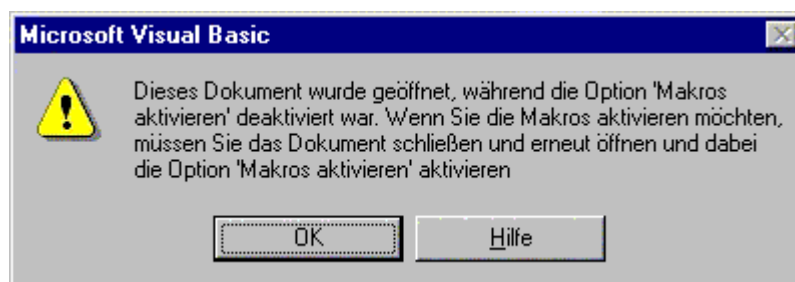 Microsoft Visual Basic
Dieses Dokument wurde geöffnet, während die Option 'Makros
aktivieren' deaktiviert war. Wenn Sie die Makros aktivieren möchten,
müssen Sie das Dokument schließen und erneut öffnen und dabei
die Option 'Makros aktivieren' aktivieren
OK Hilfe